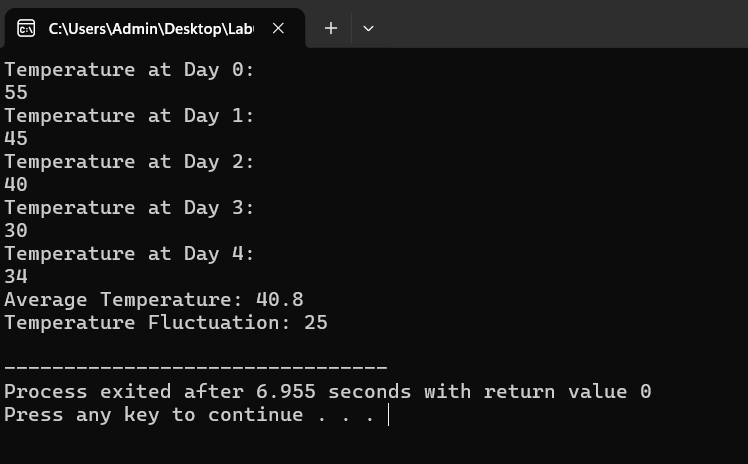 C:\Users\Admin\Desktop\Lab
Temperature at Day 0:
55
Temperature at Day 1:
45
Temperature at Day 2:
40
Temperature at Day 3:
30
Temperature at Day 4:
34
Average Temperature: 40.8
Temperature Fluctuation: 25
--------------------------------
Process exited after 6.955 seconds with return value 0
Press any key to continue . . .